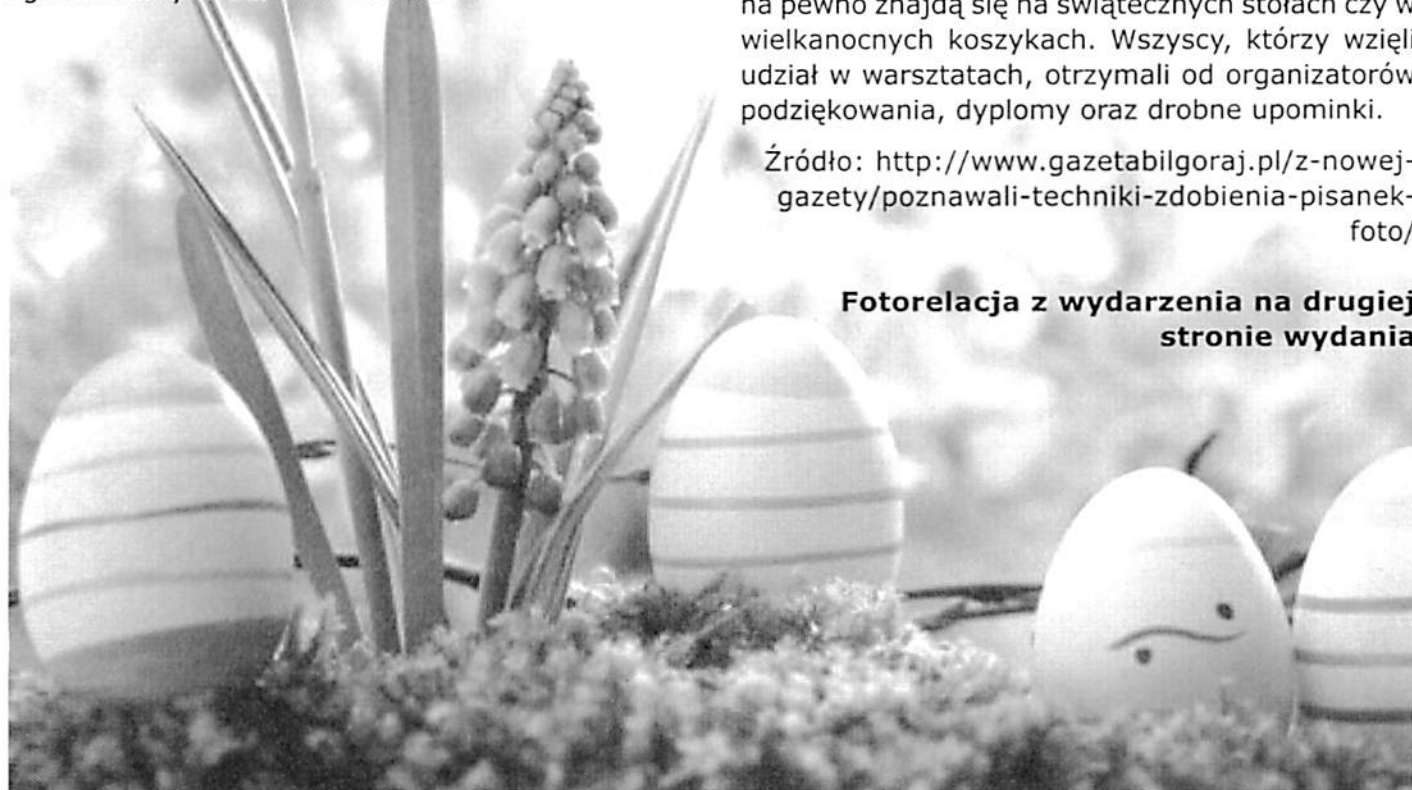 na pewno znajdą się na świątecznych stołach czy w
wielkanocnych koszykach. Wszyscy, którzy wzięli
udział w warsztatach, otrzymali od organizatorów
podziękowania, dyplomy oraz drobne upominki.
Źródło: http://www.gazetabilgoraj.pl/z-nowej-
gazety/poznawali-techniki-zdobienia-pisanek-
foto/
Fotorelacja z wydarzenia na drugiej
stronie wydania